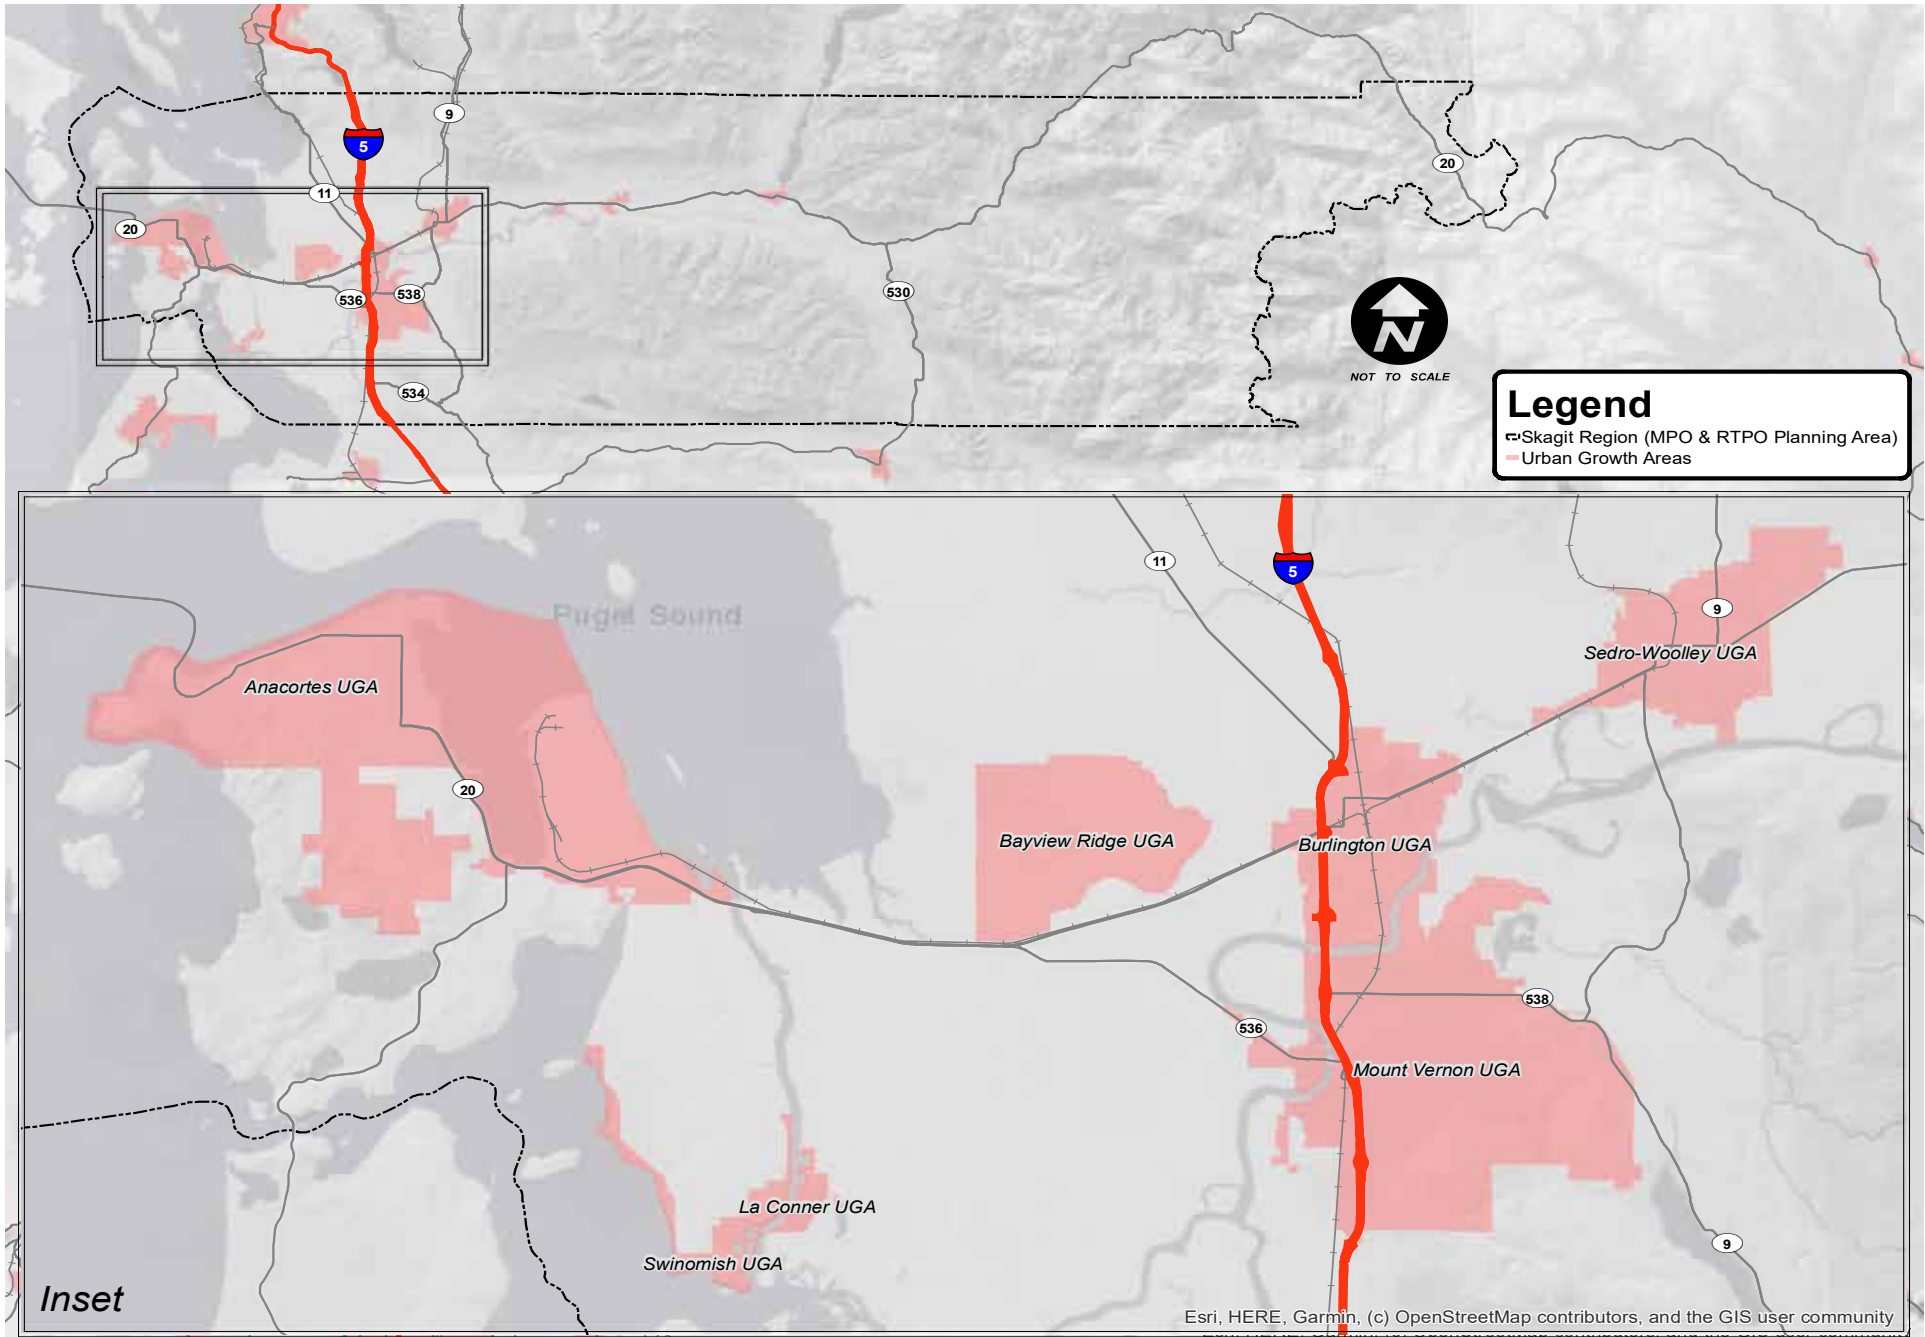 9
5
11
20
20
536
538
530
534
NOT TO SCALE
Legend
Skagit Region (MPO & RTPO Planning Area)
Urban Growth Areas
11
5
9
Puget Sound
Sedro-Woolley UGA
Anacortes UGA
20
Bayview Ridge UGA
Burlington UGA
538
536
Mount Vernon UGA
La Conner UGA
Swinomish UGA
9
Inset
Esri, HERE, Garmin, (c) OpenStreetMap contributors, and the GIS user community